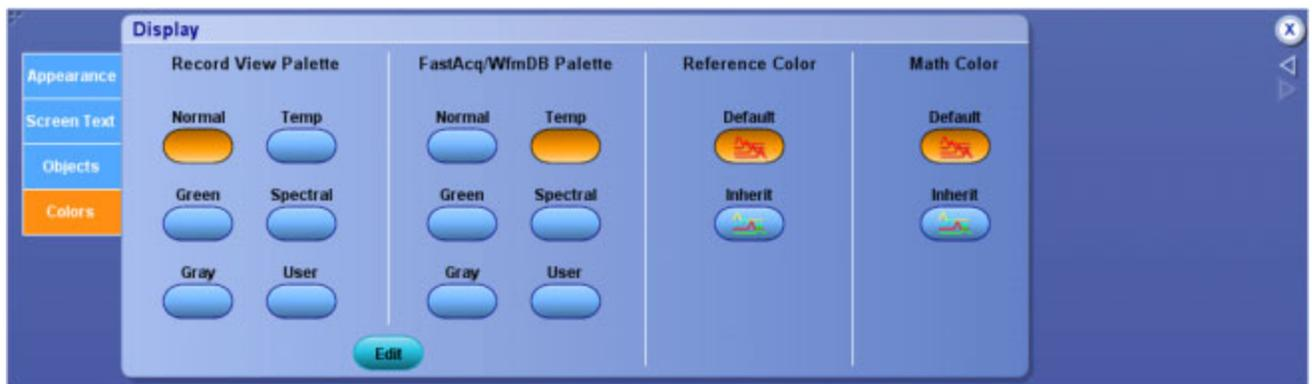 Display
Appearance
Screen Text
Objects
Colors
Record View Palette
Normal Temp
Green Spectral
Gray User
FastAcq/WfmDB Palette
Normal Temp
Green Spectral
Gray User
Edit
Reference Color
Default
Inherit
Math Color
Default
Inherit
X